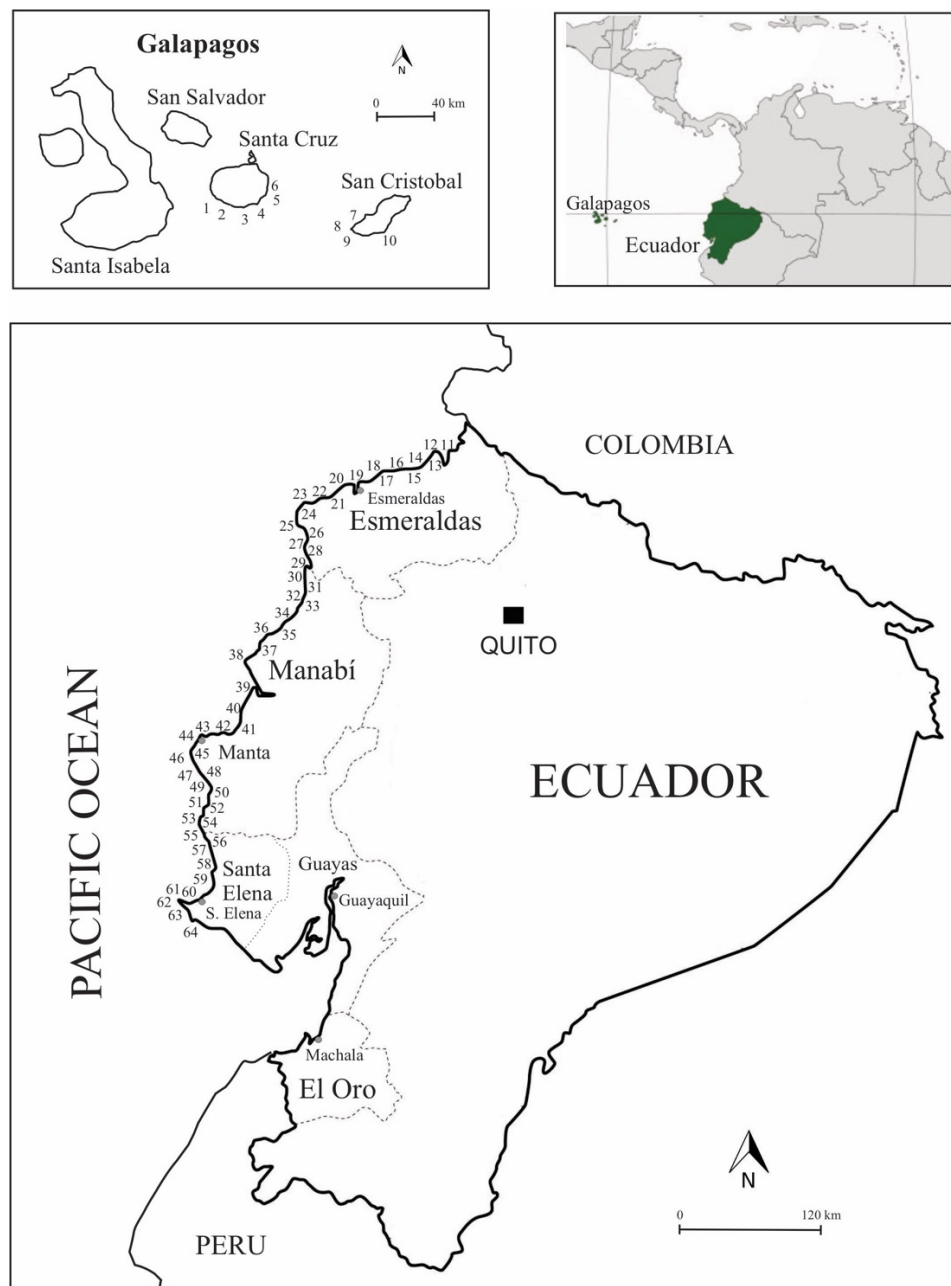 Galapagos
N
0 40 km
San Salvador
Santa Cruz
San Cristobal
Santa Isabela
1 2 3 4 5 6
7
8
9 10
Galapagos
Ecuador
COLOMBIA
12 11
14 13
18 16 15
20 19 17
23 22 21
Esmeraldas
Esmeraldas
24
25 26
27 28
29
30 31
32 33
34 35
36 37
38
39
40 41
43 42
44
45
46
47 48
49 50
51 52
53 54
55 56
57
58
59
61 60
62
63
64
QUITO
Manabí
Manta
ECUADOR
PACIFIC OCEAN
Santa
Elena
S. Elena
Guayas
Guayaquil
Machala
El Oro
PERU
N
0 120 km